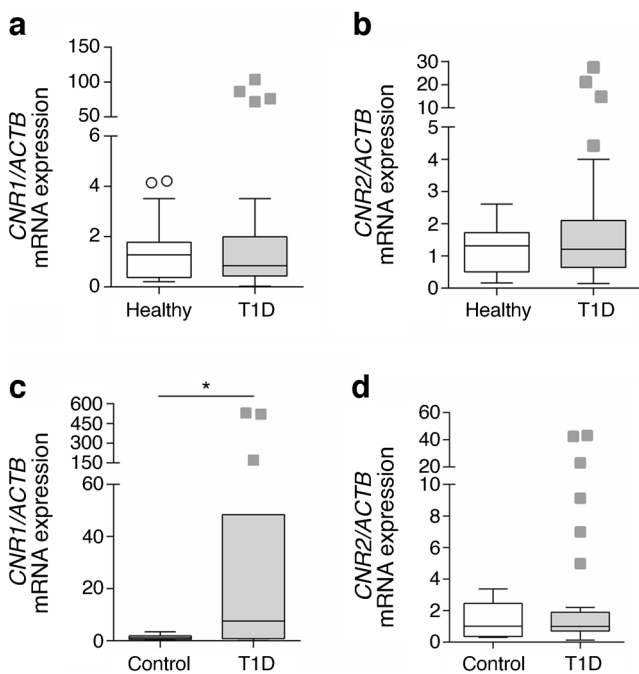 a
CNR1/ACTB
mRNA expression
150
100
50
6
4
2
0
Healthy
T1D
b
CNR2/ACTB
mRNA expression
30
20
10
5
4
3
2
1
0
Healthy
T1D
c
CNR1/ACTB
mRNA expression
600
450
300
150
60
40
20
0
*
Control
T1D
d
CNR2/ACTB
mRNA expression
60
40
20
10
8
6
4
2
0
Control
T1D